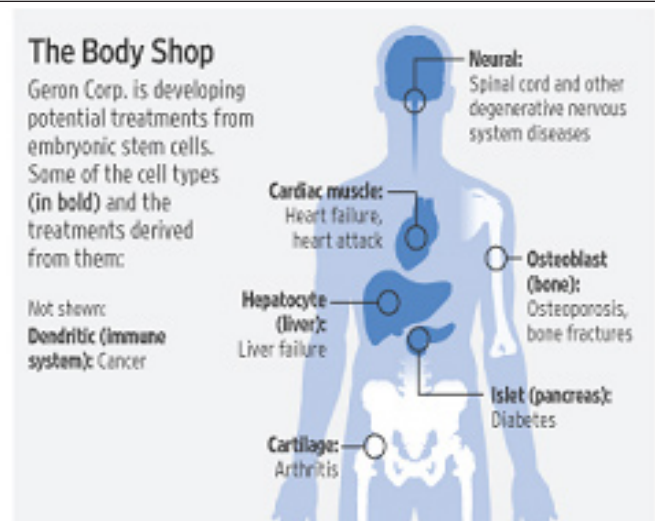 The Body Shop
Geron Corp. is developing
potential treatments from
embryonic stem cells.
Some of the cell types
(in bold) and the
treatments derived
from them:
Not shown:
Dendritic (immune
system): Cancer
Neural:
Spinal cord and other
degenerative nervous
system diseases
Cardiac muscle:
Heart failure,
heart attack
Osteoblast
(bone):
Osteoporosis,
bone fractures
Hepatocyte
(liver):
Liver failure
Islet (pancreas):
Diabetes
Cartilage:
Arthritis